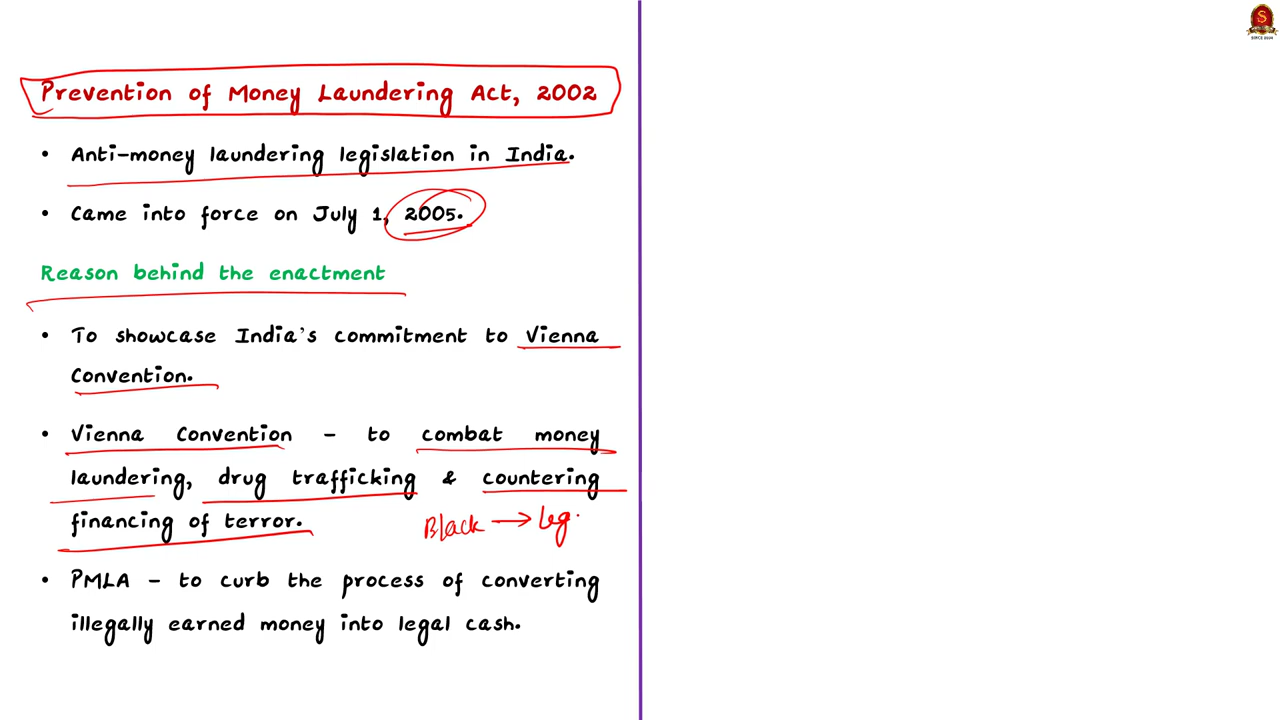 Prevention of Money Laundering Act, 2002
• Anti-money laundering legislation in India.
• Came into force on July 1, 2005.
Reason behind the enactment
• To showcase India's commitment to Vienna
Convention.
• Vienna Convention – to combat money
laundering, drug trafficking & countering
financing of terror.
Black → leg.
• PMLA – to curb the process of converting
illegally earned money into legal cash.
S
SINCE 2004